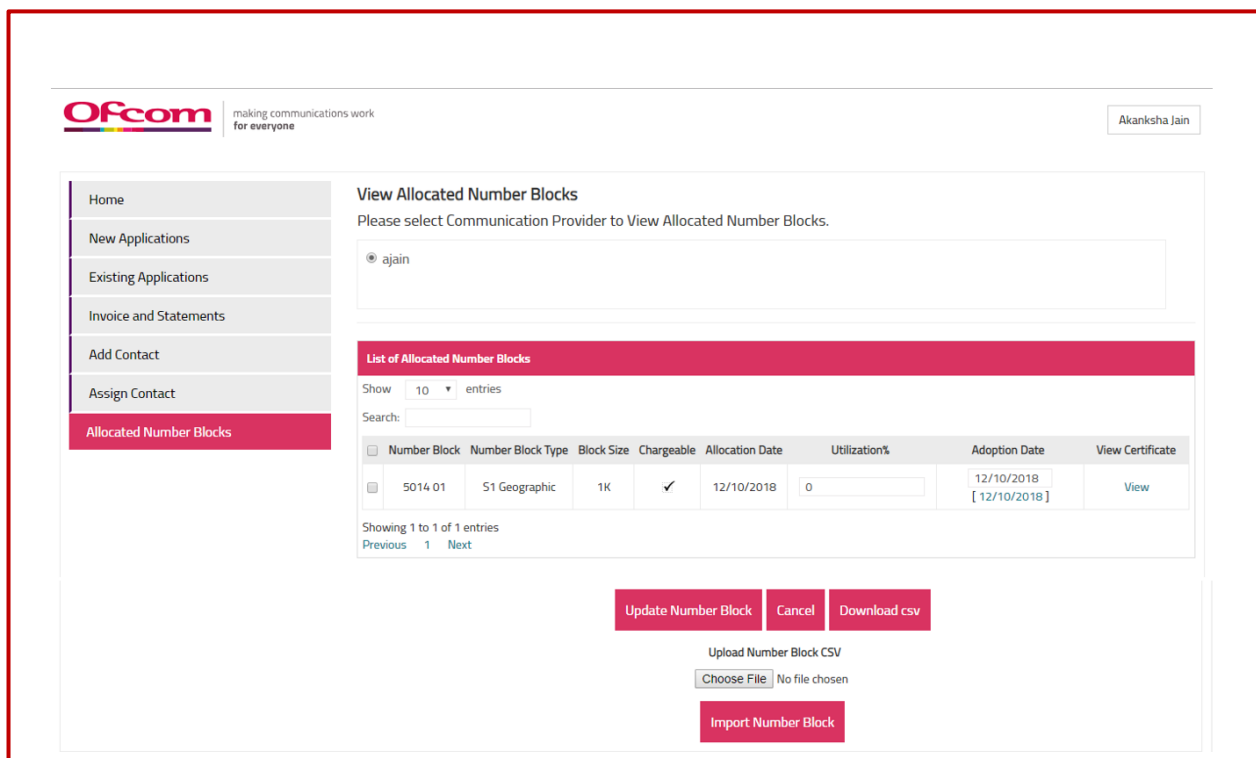 Ofcom
making communications work
for everyone
Akanksha Jain
Home
New Applications
Existing Applications
Invoice and Statements
Add Contact
Assign Contact
Allocated Number Blocks
View Allocated Number Blocks
Please select Communication Provider to View Allocated Number Blocks.
ajain
List of Allocated Number Blocks
Show 10 entries
Search:
Number Block Number Block Type Block Size Chargeable Allocation Date Utilization% Adoption Date View Certificate
5014 01 S1 Geographic 1K ✓ 12/10/2018 0 12/10/2018 View
[ 12/10/2018 ]
Showing 1 to 1 of 1 entries
Previous 1 Next
Update Number Block Cancel Download csv
Upload Number Block CSV
Choose File No file chosen
Import Number Block